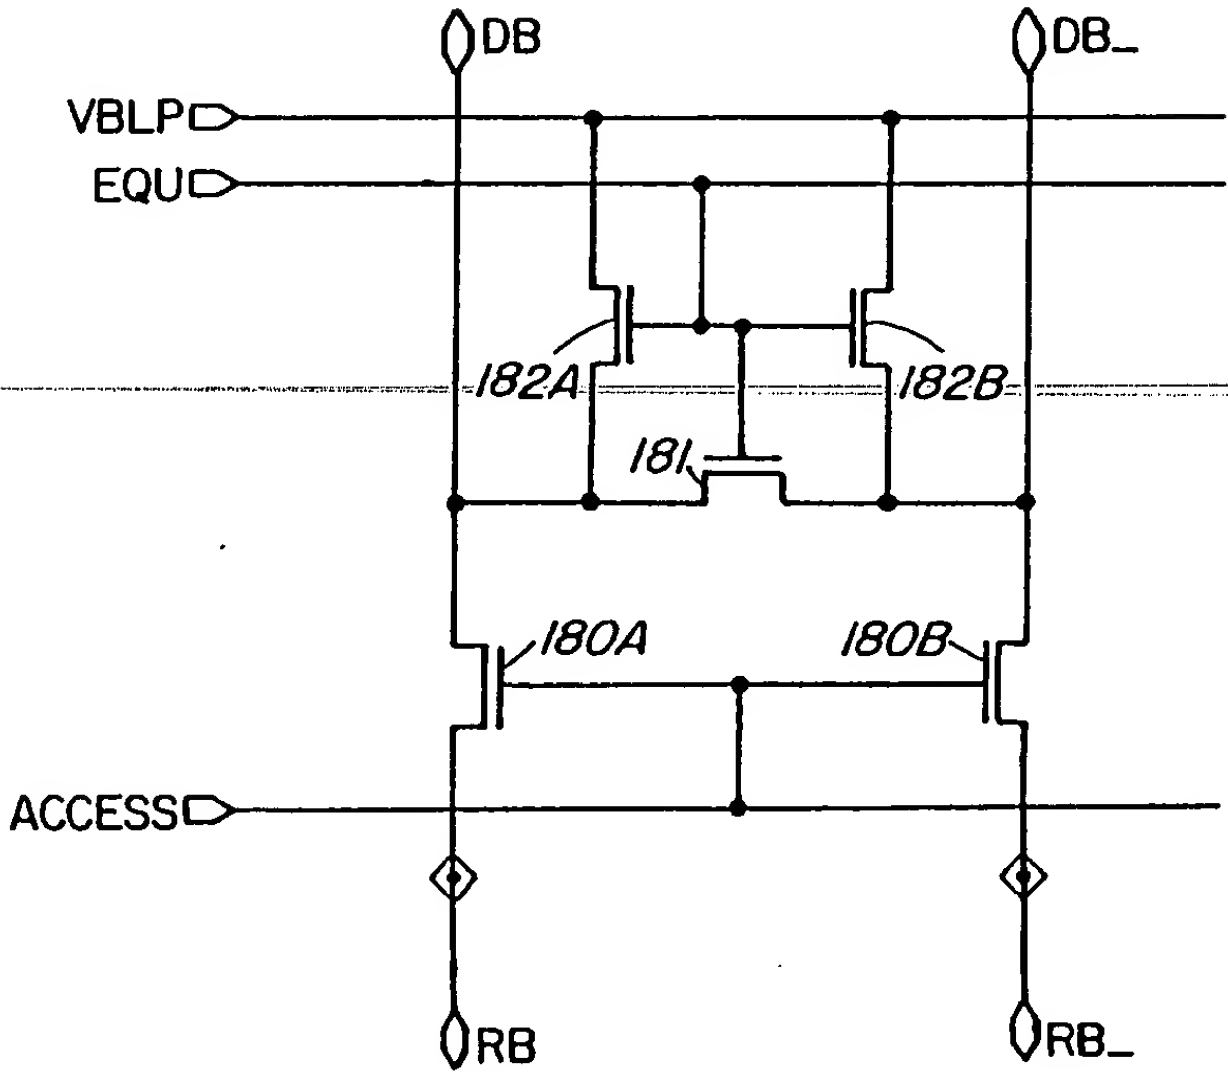 DB
DB_
VBLP
EQU
182A
182B
181
180A
180B
ACCESS
RB
RB_